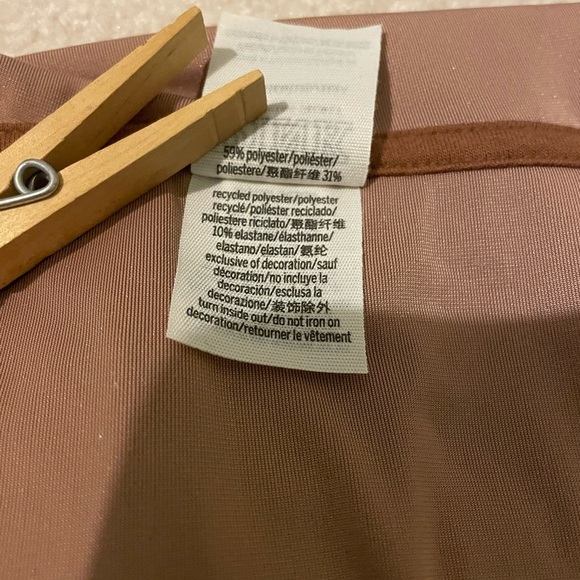 59% polyester/poliéster/
poliestere/聚酯纤维 31%
recycled polyester/polyester
recyclé/poliéster reciclado/
poliestere riciclato/聚酯纤维
10% elastane/élasthanne/
elastano/elastan/氨纶
exclusive of decoration/sauf
décoration/no incluye la
decoración/esclusa la
decorazione/装饰除外
turn inside out/do not iron on
decoration/retourner le vêtement